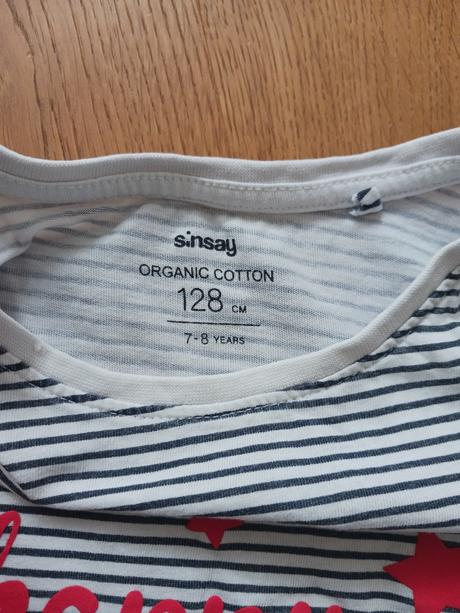 sinsay
ORGANIC COTTON
128 CM
7-8 YEARS